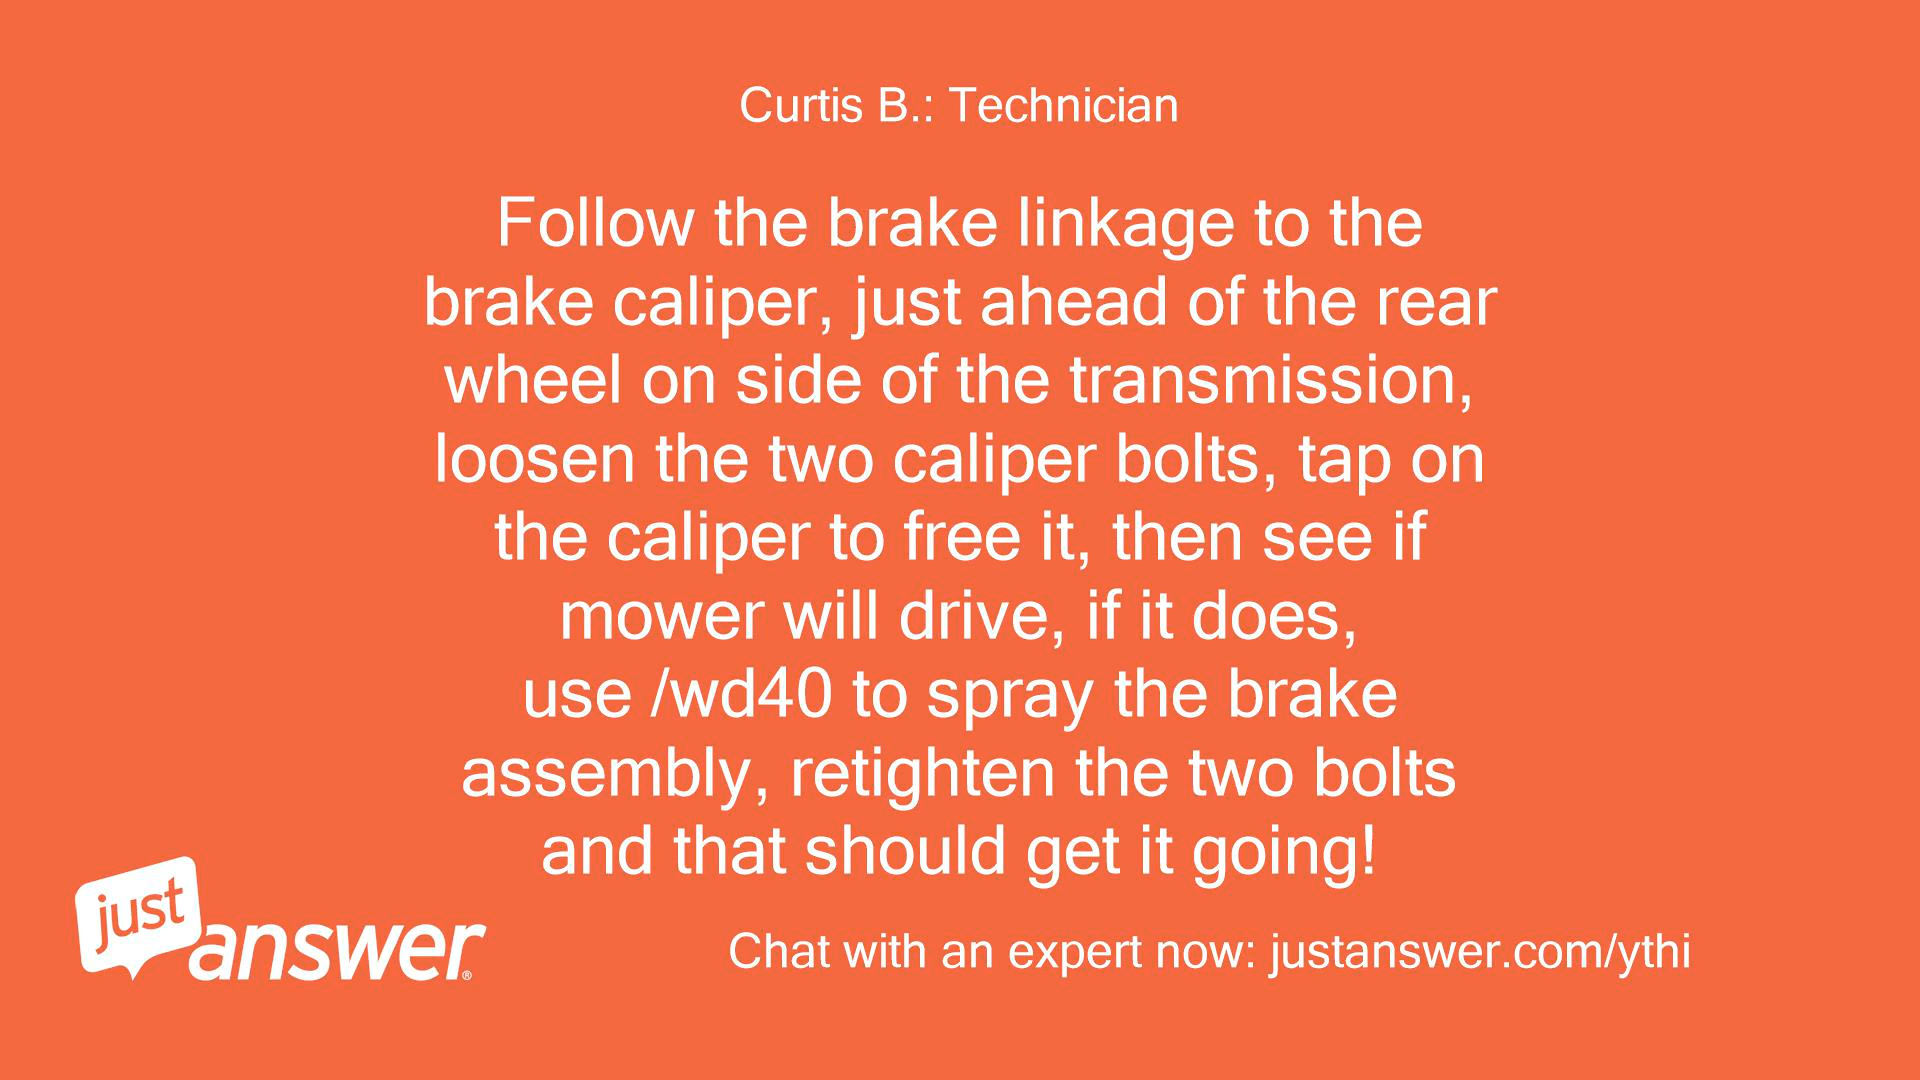 Curtis B.: Technician
Follow the brake linkage to the
brake caliper, just ahead of the rear
wheel on side of the transmission,
loosen the two caliper bolts, tap on
the caliper to free it, then see if
mower will drive, if it does,
use /wd40 to spray the brake
assembly, retighten the two bolts
and that should get it going!
just
answer®
Chat with an expert now: justanswer.com/ythi